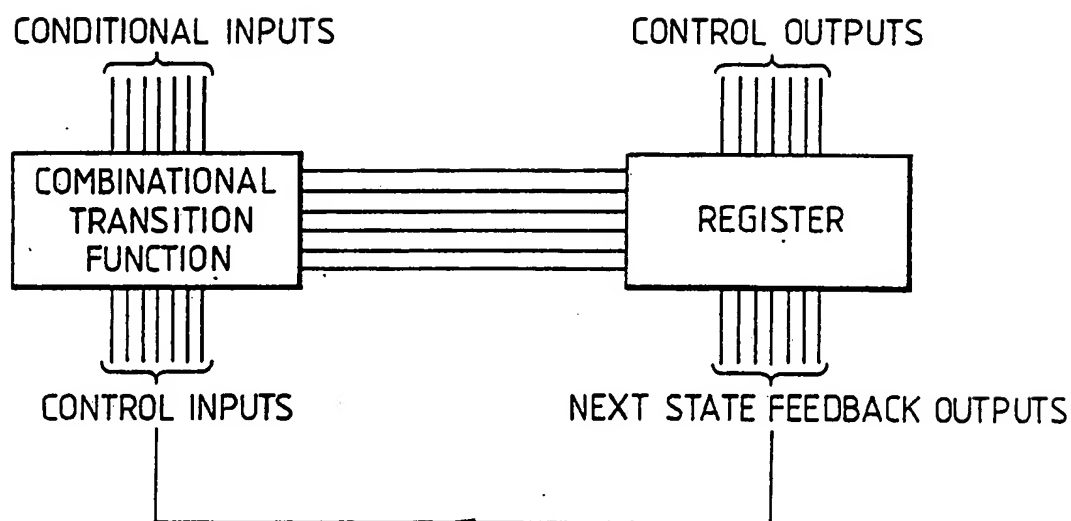 CONDITIONAL INPUTS
CONTROL OUTPUTS
COMBINATIONAL
TRANSITION
FUNCTION
REGISTER
CONTROL INPUTS
NEXT STATE FEEDBACK OUTPUTS